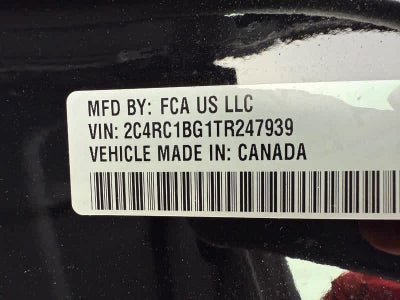 MFD BY: FCA US LLC
VIN: 2C4RC1BG1TR247939
VEHICLE MADE IN: CANADA